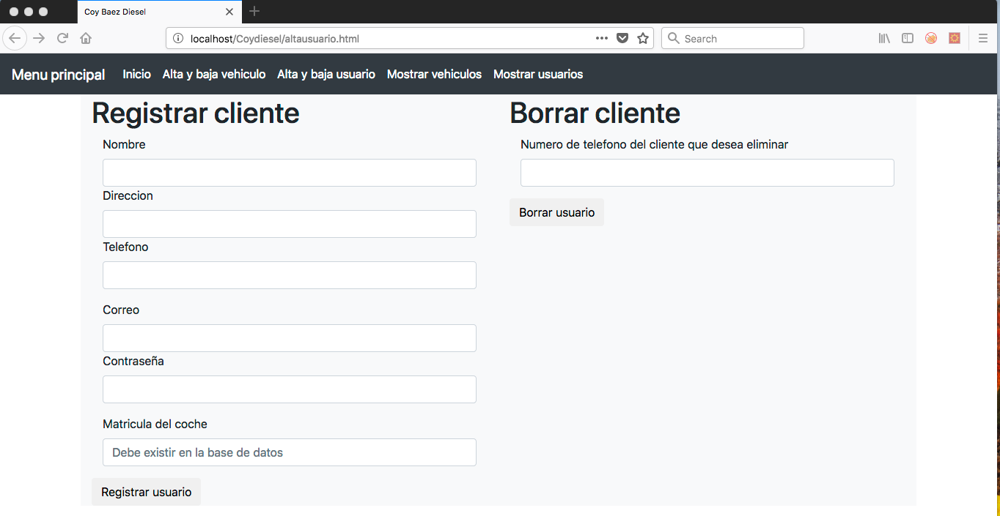 Coy Baez Diesel
localhost/Coydiesel/altausuario.html
Search
Menu principal Inicio Alta y baja vehiculo Alta y baja usuario Mostrar vehiculos Mostrar usuarios
Registrar cliente
Nombre
Direccion
Telefono
Correo
Contraseña
Matricula del coche
Debe existir en la base de datos
Registrar usuario
Borrar cliente
Numero de telefono del cliente que desea eliminar
Borrar usuario